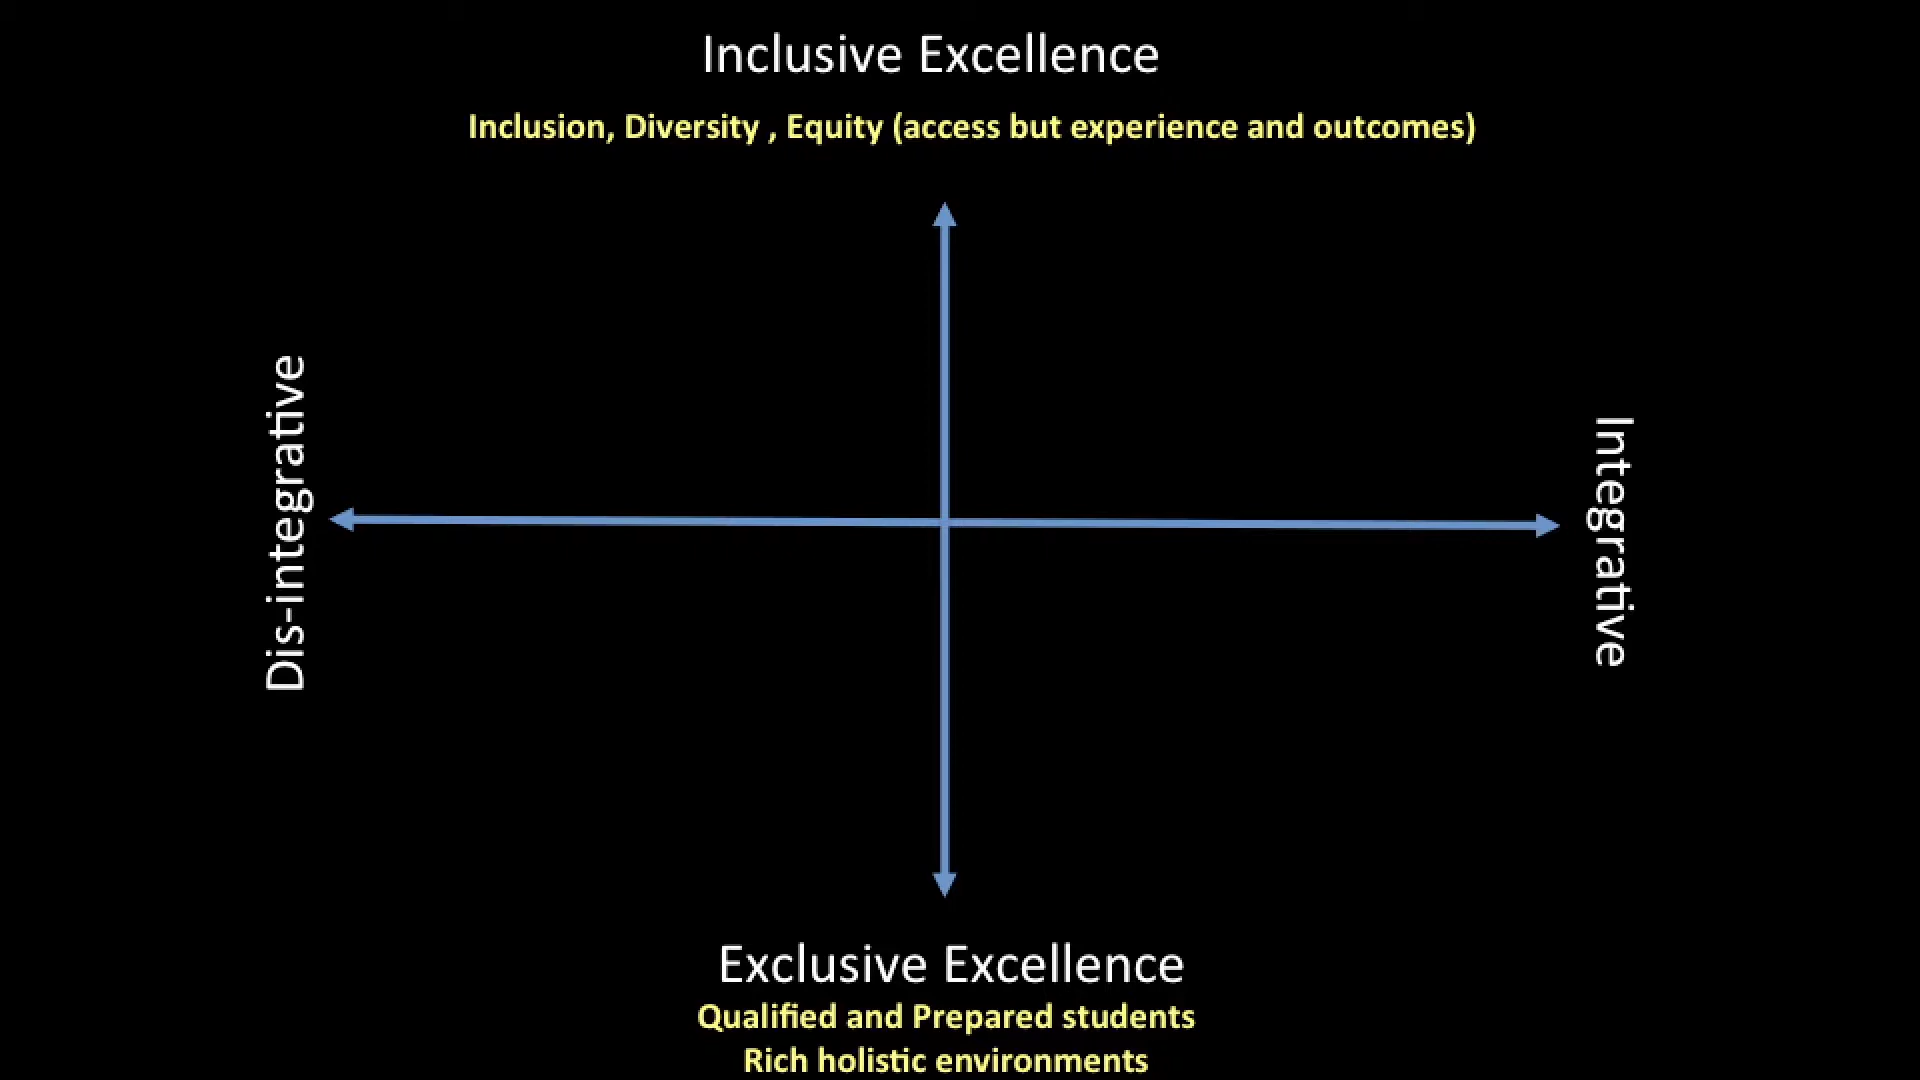 Inclusive Excellence
Inclusion, Diversity , Equity (access but experience and outcomes)
Dis-integrative
Integrative
Exclusive Excellence
Qualified and Prepared students
Rich holistic environments